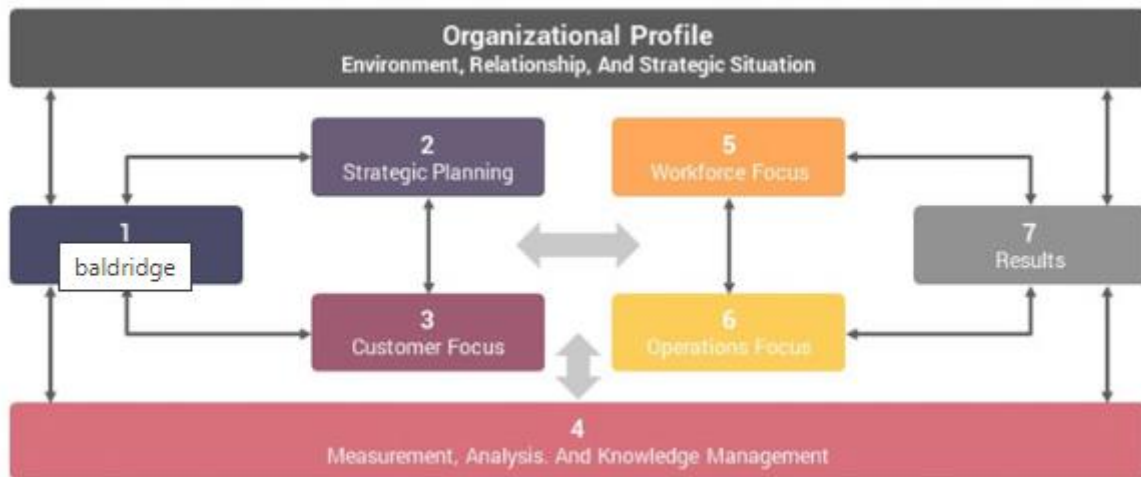 Organizational Profile
Environment, Relationship, And Strategic Situation
2
Strategic Planning
5
Workforce Focus
1
baldridge
7
Results
3
Customer Focus
6
Operations Focus
4
Measurement, Analysis. And Knowledge Management